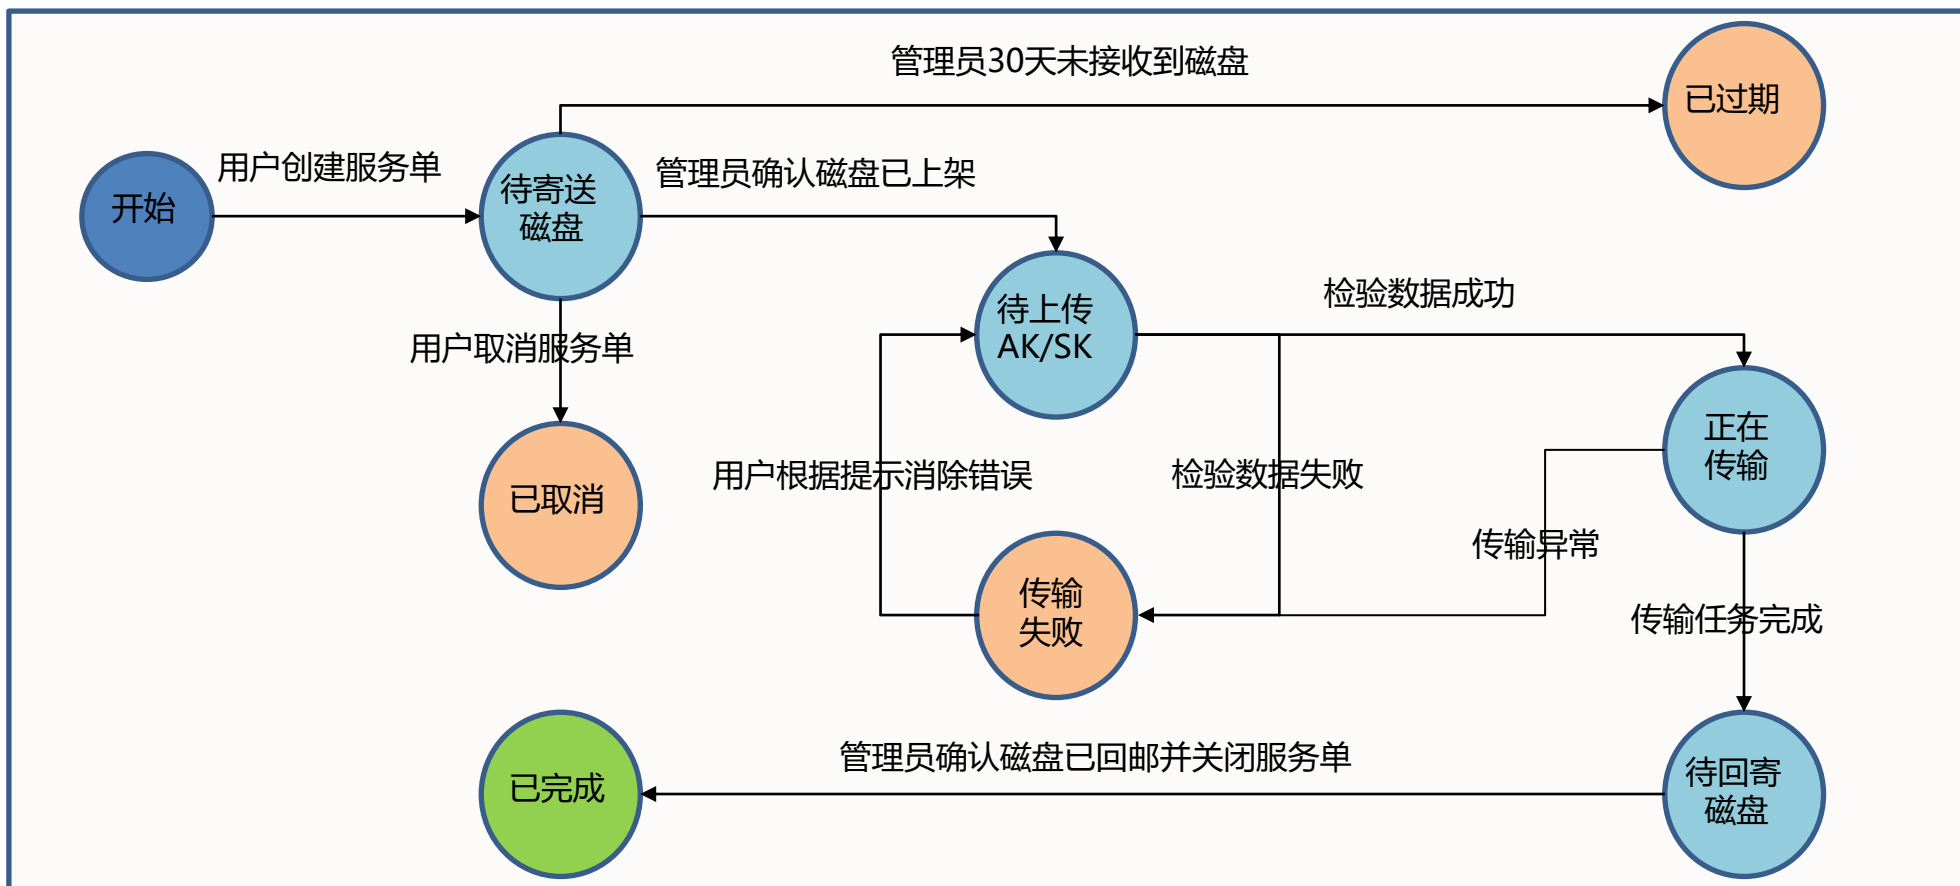 管理员30天未接收到磁盘
已过期
用户创建服务单
管理员确认磁盘已上架
开始
待寄送
磁盘
检验数据成功
待上传
AK/SK
用户取消服务单
正在
传输
用户根据提示消除错误
检验数据失败
已取消
传输异常
传输
失败
传输任务完成
管理员确认磁盘已回邮并关闭服务单
已完成
待回寄
磁盘